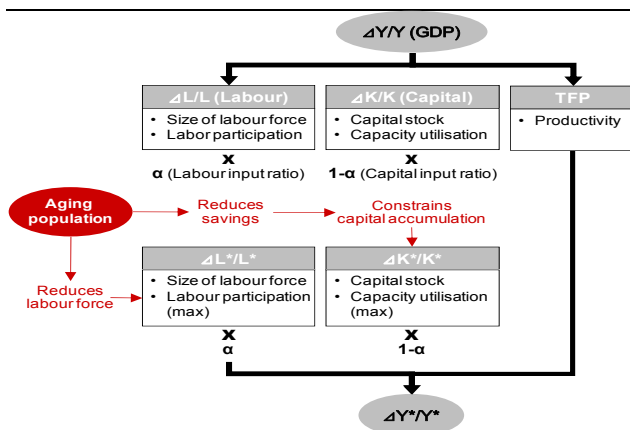 ⊿Y/Y (GDP)
⊿L/L (Labour)
• Size of labour force
• Labor participation
x
α (Labour input ratio)
⊿K/K (Capital)
• Capital stock
• Capacity utilisation
x
1-α (Capital input ratio)
TFP
• Productivity
Aging
population
Reduces
savings
Constrains
capital accumulation
Reduces
labour force
⊿L*/L*
• Size of labour force
• Labour participation
(max)
x
α
⊿K*/K*
• Capital stock
• Capacity utilisation
(max)
x
1-α
⊿Y*/Y*